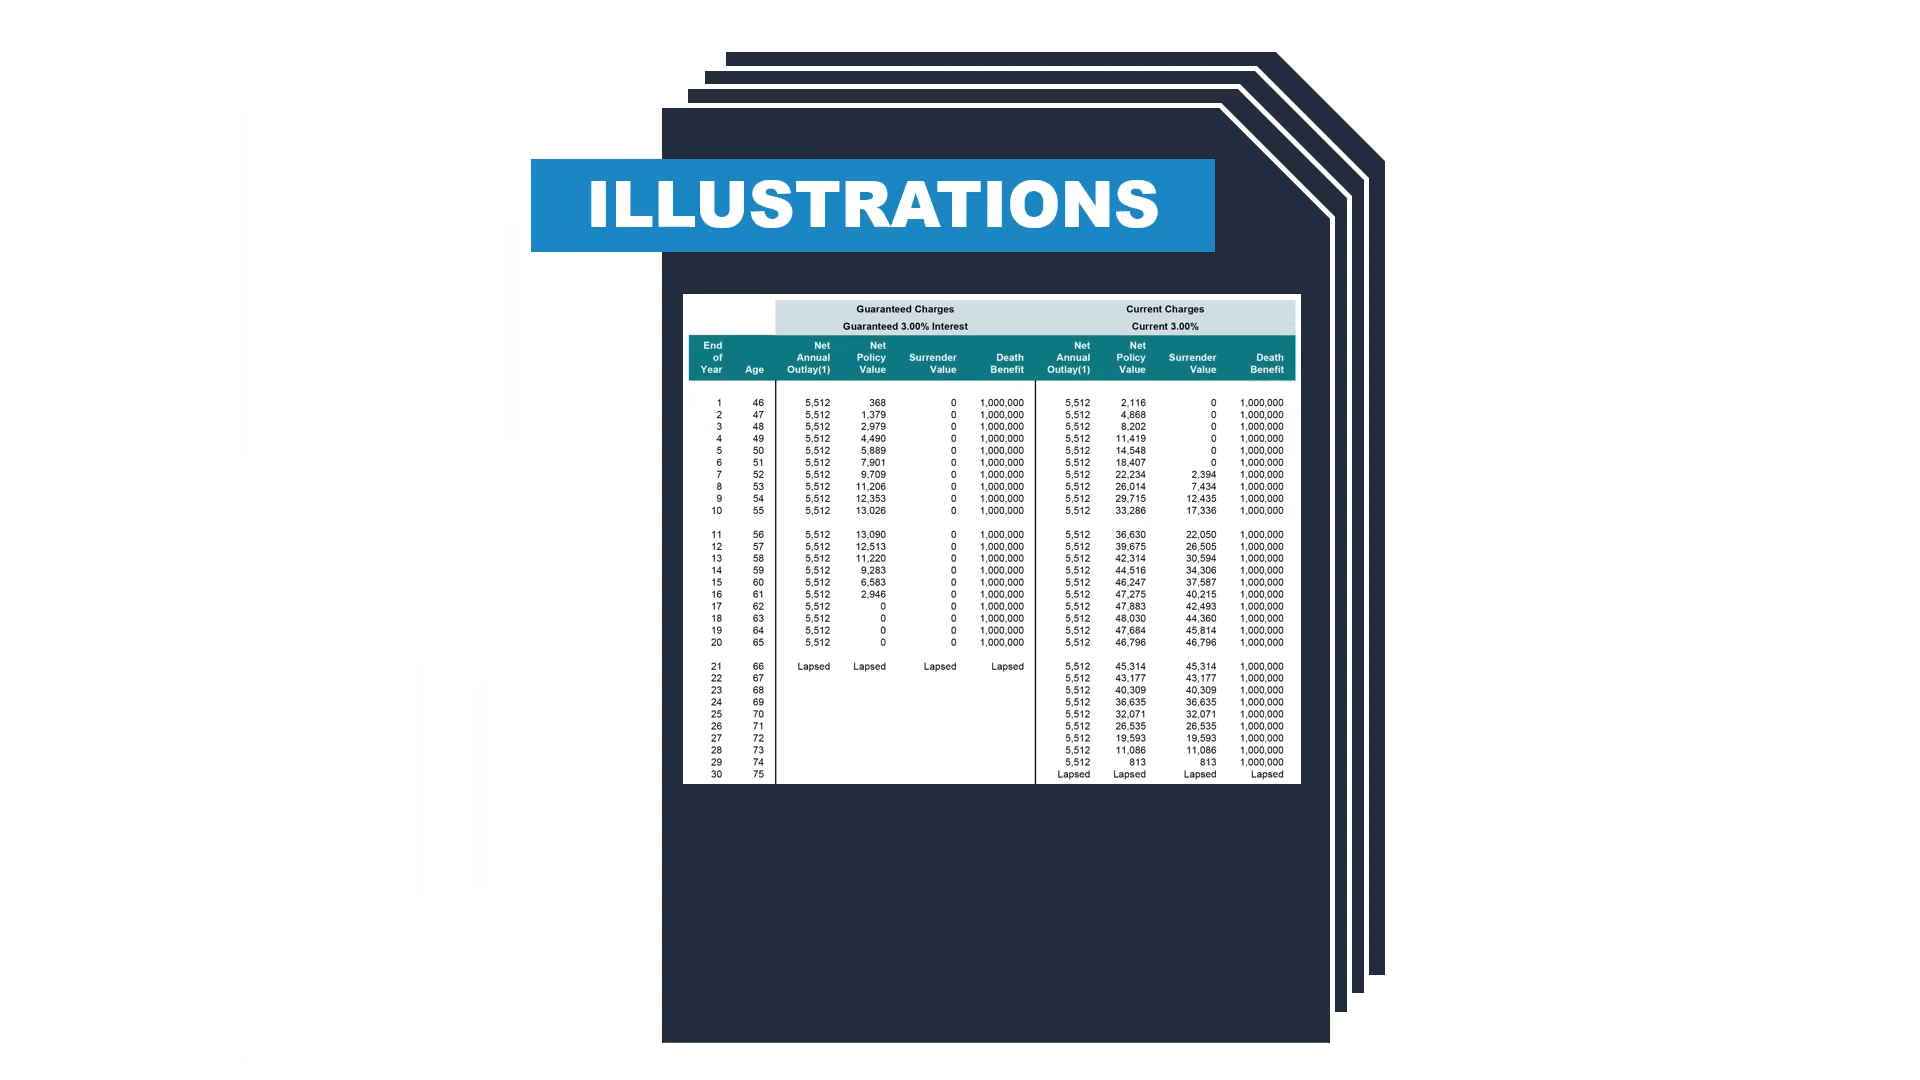 ILLUSTRATIONS
Guaranteed Charges Current Charges
Guaranteed 3.00% Interest Current 3.00%
End Net Net Net Net
of Annual Policy Surrender Death Annual Policy Surrender Death
Year Age Outlay(1) Value Value Benefit Outlay(1) Value Value Benefit
1 46 5,512 368 0 1,000,000 5,512 2,116 0 1,000,000
2 47 5,512 1,379 0 1,000,000 5,512 4,868 0 1,000,000
3 48 5,512 2,979 0 1,000,000 5,512 8,202 0 1,000,000
4 49 5,512 4,490 0 1,000,000 5,512 11,419 0 1,000,000
5 50 5,512 5,889 0 1,000,000 5,512 14,548 0 1,000,000
6 51 5,512 7,901 0 1,000,000 5,512 18,407 0 1,000,000
7 52 5,512 9,709 0 1,000,000 5,512 22,234 2,394 1,000,000
8 53 5,512 11,206 0 1,000,000 5,512 26,014 7,434 1,000,000
9 54 5,512 12,353 0 1,000,000 5,512 29,715 12,435 1,000,000
10 55 5,512 13,026 0 1,000,000 5,512 33,286 17,336 1,000,000
11 56 5,512 13,090 0 1,000,000 5,512 36,630 22,050 1,000,000
12 57 5,512 12,513 0 1,000,000 5,512 39,675 26,505 1,000,000
13 58 5,512 11,220 0 1,000,000 5,512 42,314 30,594 1,000,000
14 59 5,512 9,283 0 1,000,000 5,512 44,516 34,306 1,000,000
15 60 5,512 6,583 0 1,000,000 5,512 46,247 37,587 1,000,000
16 61 5,512 2,946 0 1,000,000 5,512 47,275 40,215 1,000,000
17 62 5,512 0 0 1,000,000 5,512 47,883 42,493 1,000,000
18 63 5,512 0 0 1,000,000 5,512 48,030 44,360 1,000,000
19 64 5,512 0 0 1,000,000 5,512 47,684 45,814 1,000,000
20 65 5,512 0 0 1,000,000 5,512 46,796 46,796 1,000,000
21 66 Lapsed Lapsed Lapsed Lapsed 5,512 45,314 45,314 1,000,000
22 67 5,512 43,177 43,177 1,000,000
23 68 5,512 40,309 40,309 1,000,000
24 69 5,512 36,635 36,635 1,000,000
25 70 5,512 32,071 32,071 1,000,000
26 71 5,512 26,535 26,535 1,000,000
27 72 5,512 19,593 19,593 1,000,000
28 73 5,512 11,086 11,086 1,000,000
29 74 5,512 813 813 1,000,000
30 75 Lapsed Lapsed Lapsed Lapsed